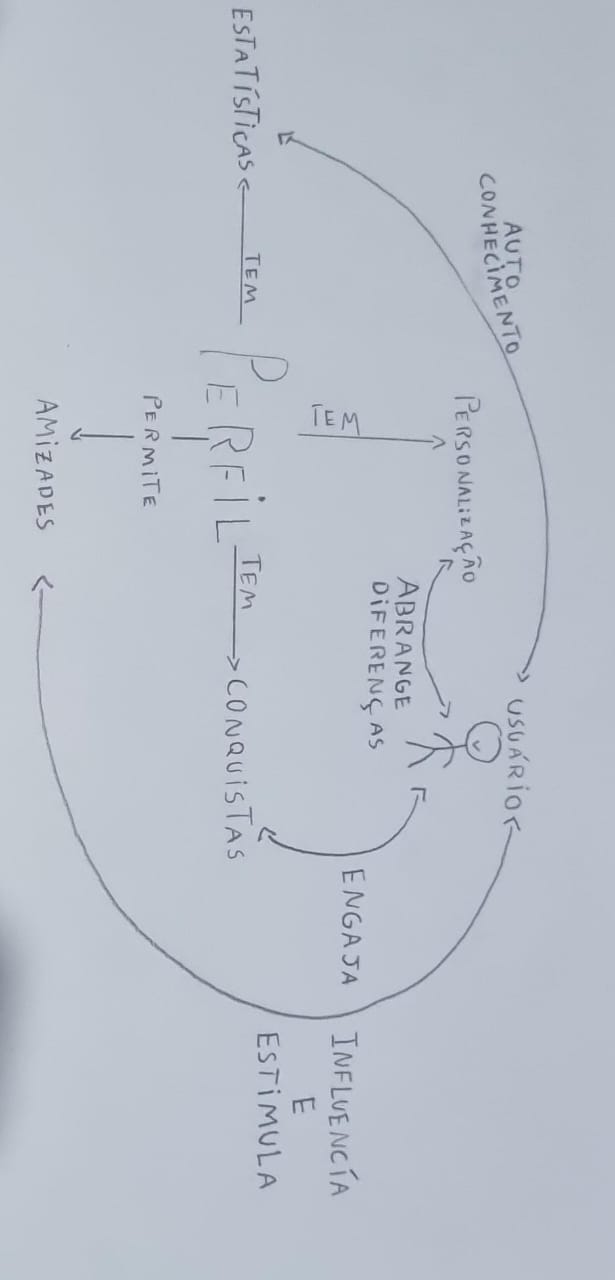 AUTO
CONHECIMENTO
USUÁRIO
PERSONALIZAÇÃO
ABRANGE
DIFERENÇAS
TEM
ENGAJA
INFLUENCÍA
E
ESTIMULA
ESTATÍSTICAS
TEM
PERFIL
TEM
CONQUISTAS
PERMITE
AMIZADES